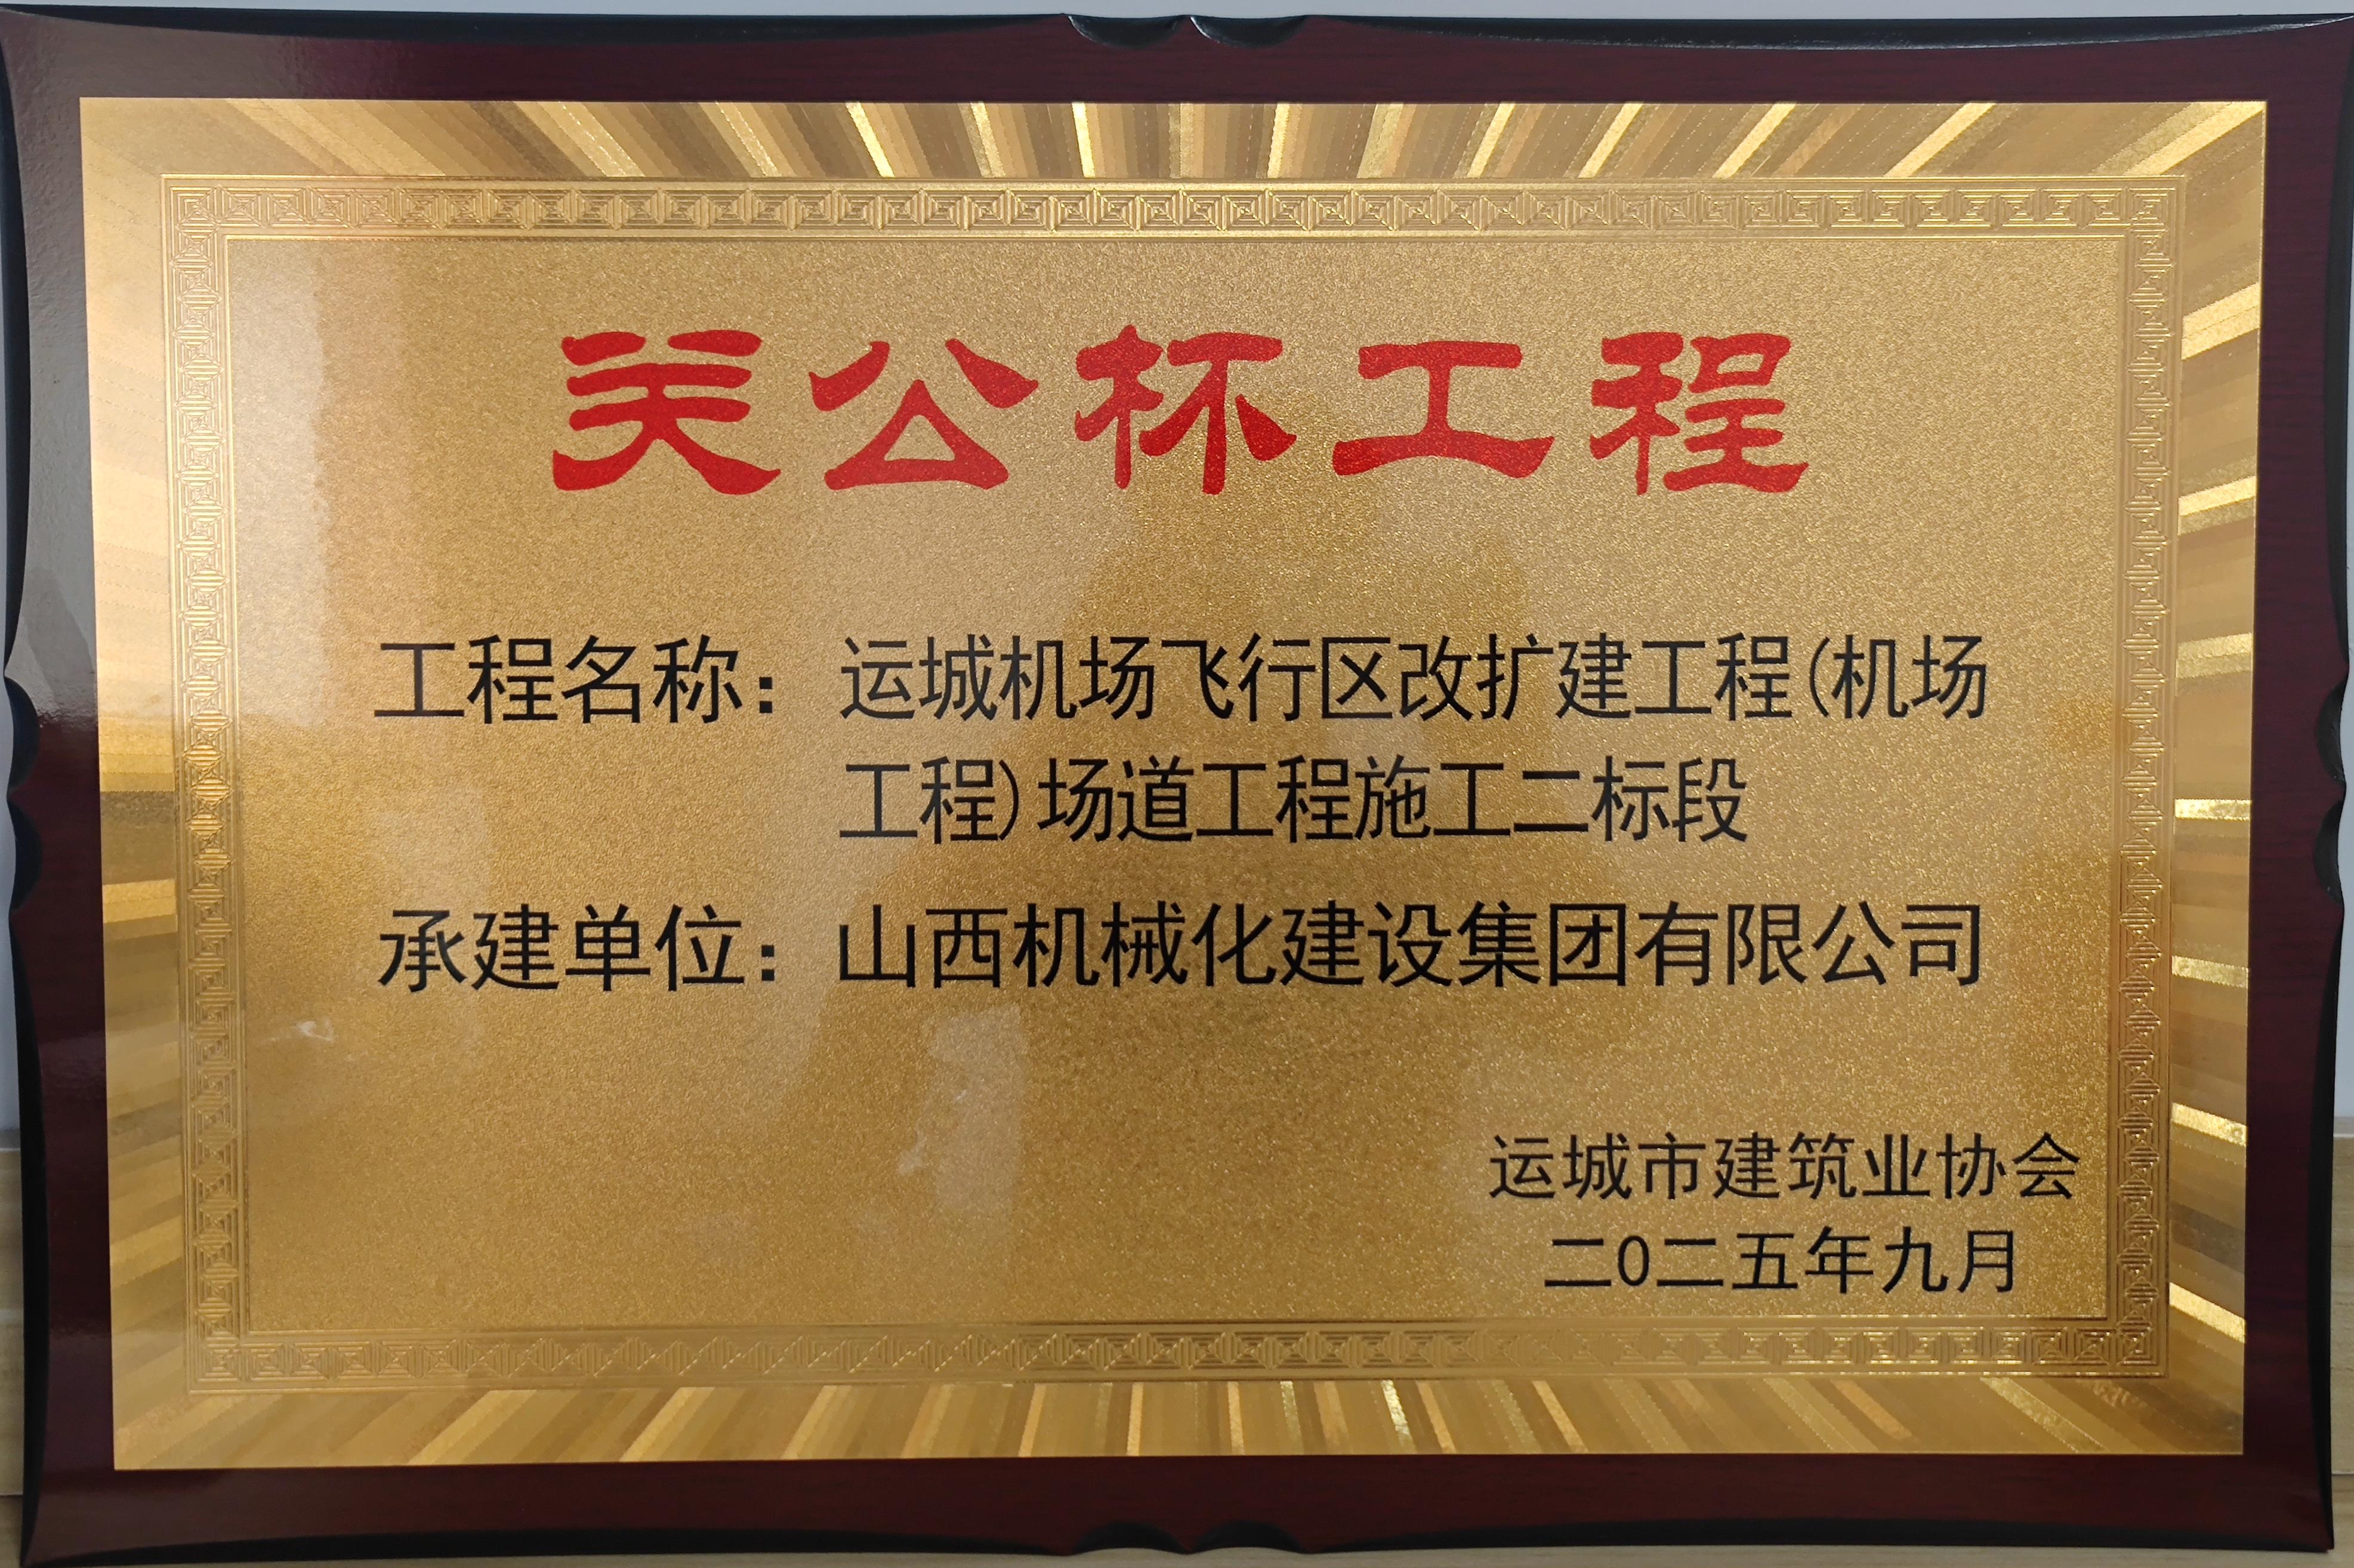 关公杯工程
工程名称：运城机场飞行区改扩建工程(机场
工程)场道工程施工二标段
承建单位：山西机械化建设集团有限公司
运城市建筑业协会
二0二五年九月